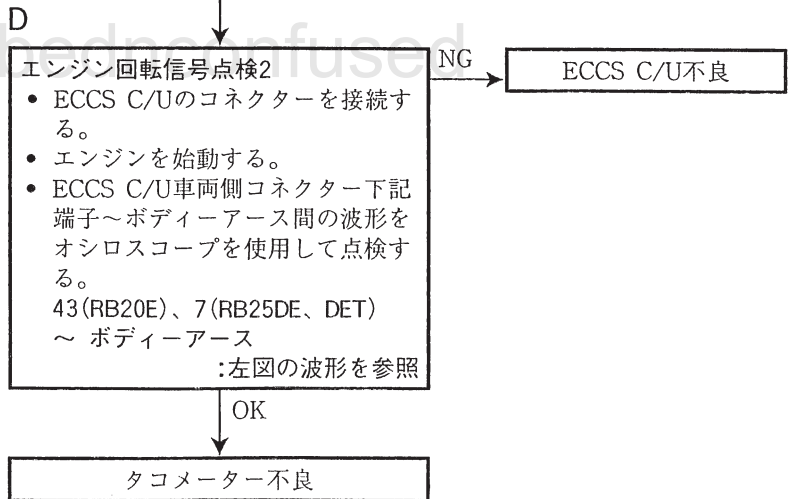 D
bednconfused
エンジン回転信号点検2
• ECCS C/Uのコネクターを接続す
る。
• エンジンを始動する。
• ECCS C/U車両側コネクター下記
端子〜ボディーアース間の波形を
オシロスコープを使用して点検す
る。
43(RB20E)、7(RB25DE、DET)
〜 ボディーアース
:左図の波形を参照
NG
ECCS C/U不良
OK
タコメーター不良